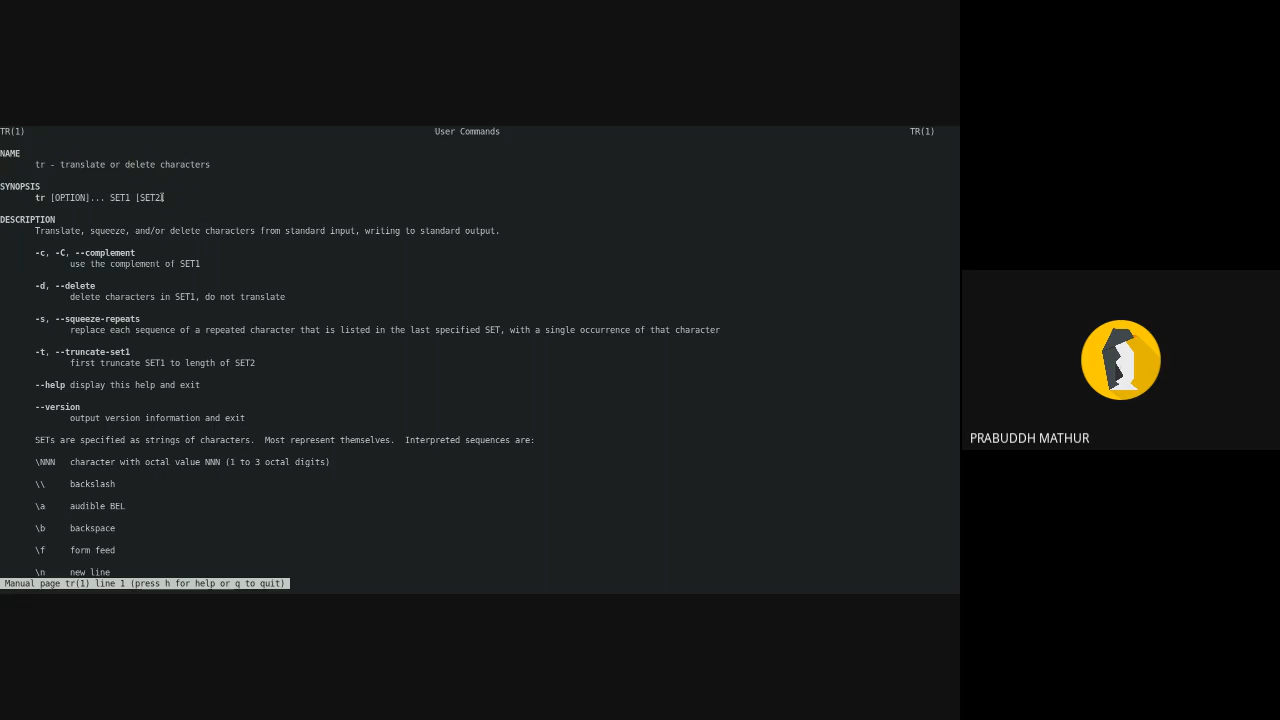 TR(1) User Commands TR(1)
NAME
tr - translate or delete characters
SYNOPSIS
tr [OPTION]... SET1 [SET2]
DESCRIPTION
Translate, squeeze, and/or delete characters from standard input, writing to standard output.
-c, -C, --complement
use the complement of SET1
-d, --delete
delete characters in SET1, do not translate
-s, --squeeze-repeats
replace each sequence of a repeated character that is listed in the last specified SET, with a single occurrence of that character
-t, --truncate-set1
first truncate SET1 to length of SET2
--help display this help and exit
--version
output version information and exit
SETs are specified as strings of characters.  Most represent themselves.  Interpreted sequences are:
\NNN character with octal value NNN (1 to 3 octal digits)
\\ backslash
\a audible BEL
\b backspace
\f form feed
\n new line
Manual page tr(1) line 1 (press h for help or q to quit)
PRABUDDH MATHUR